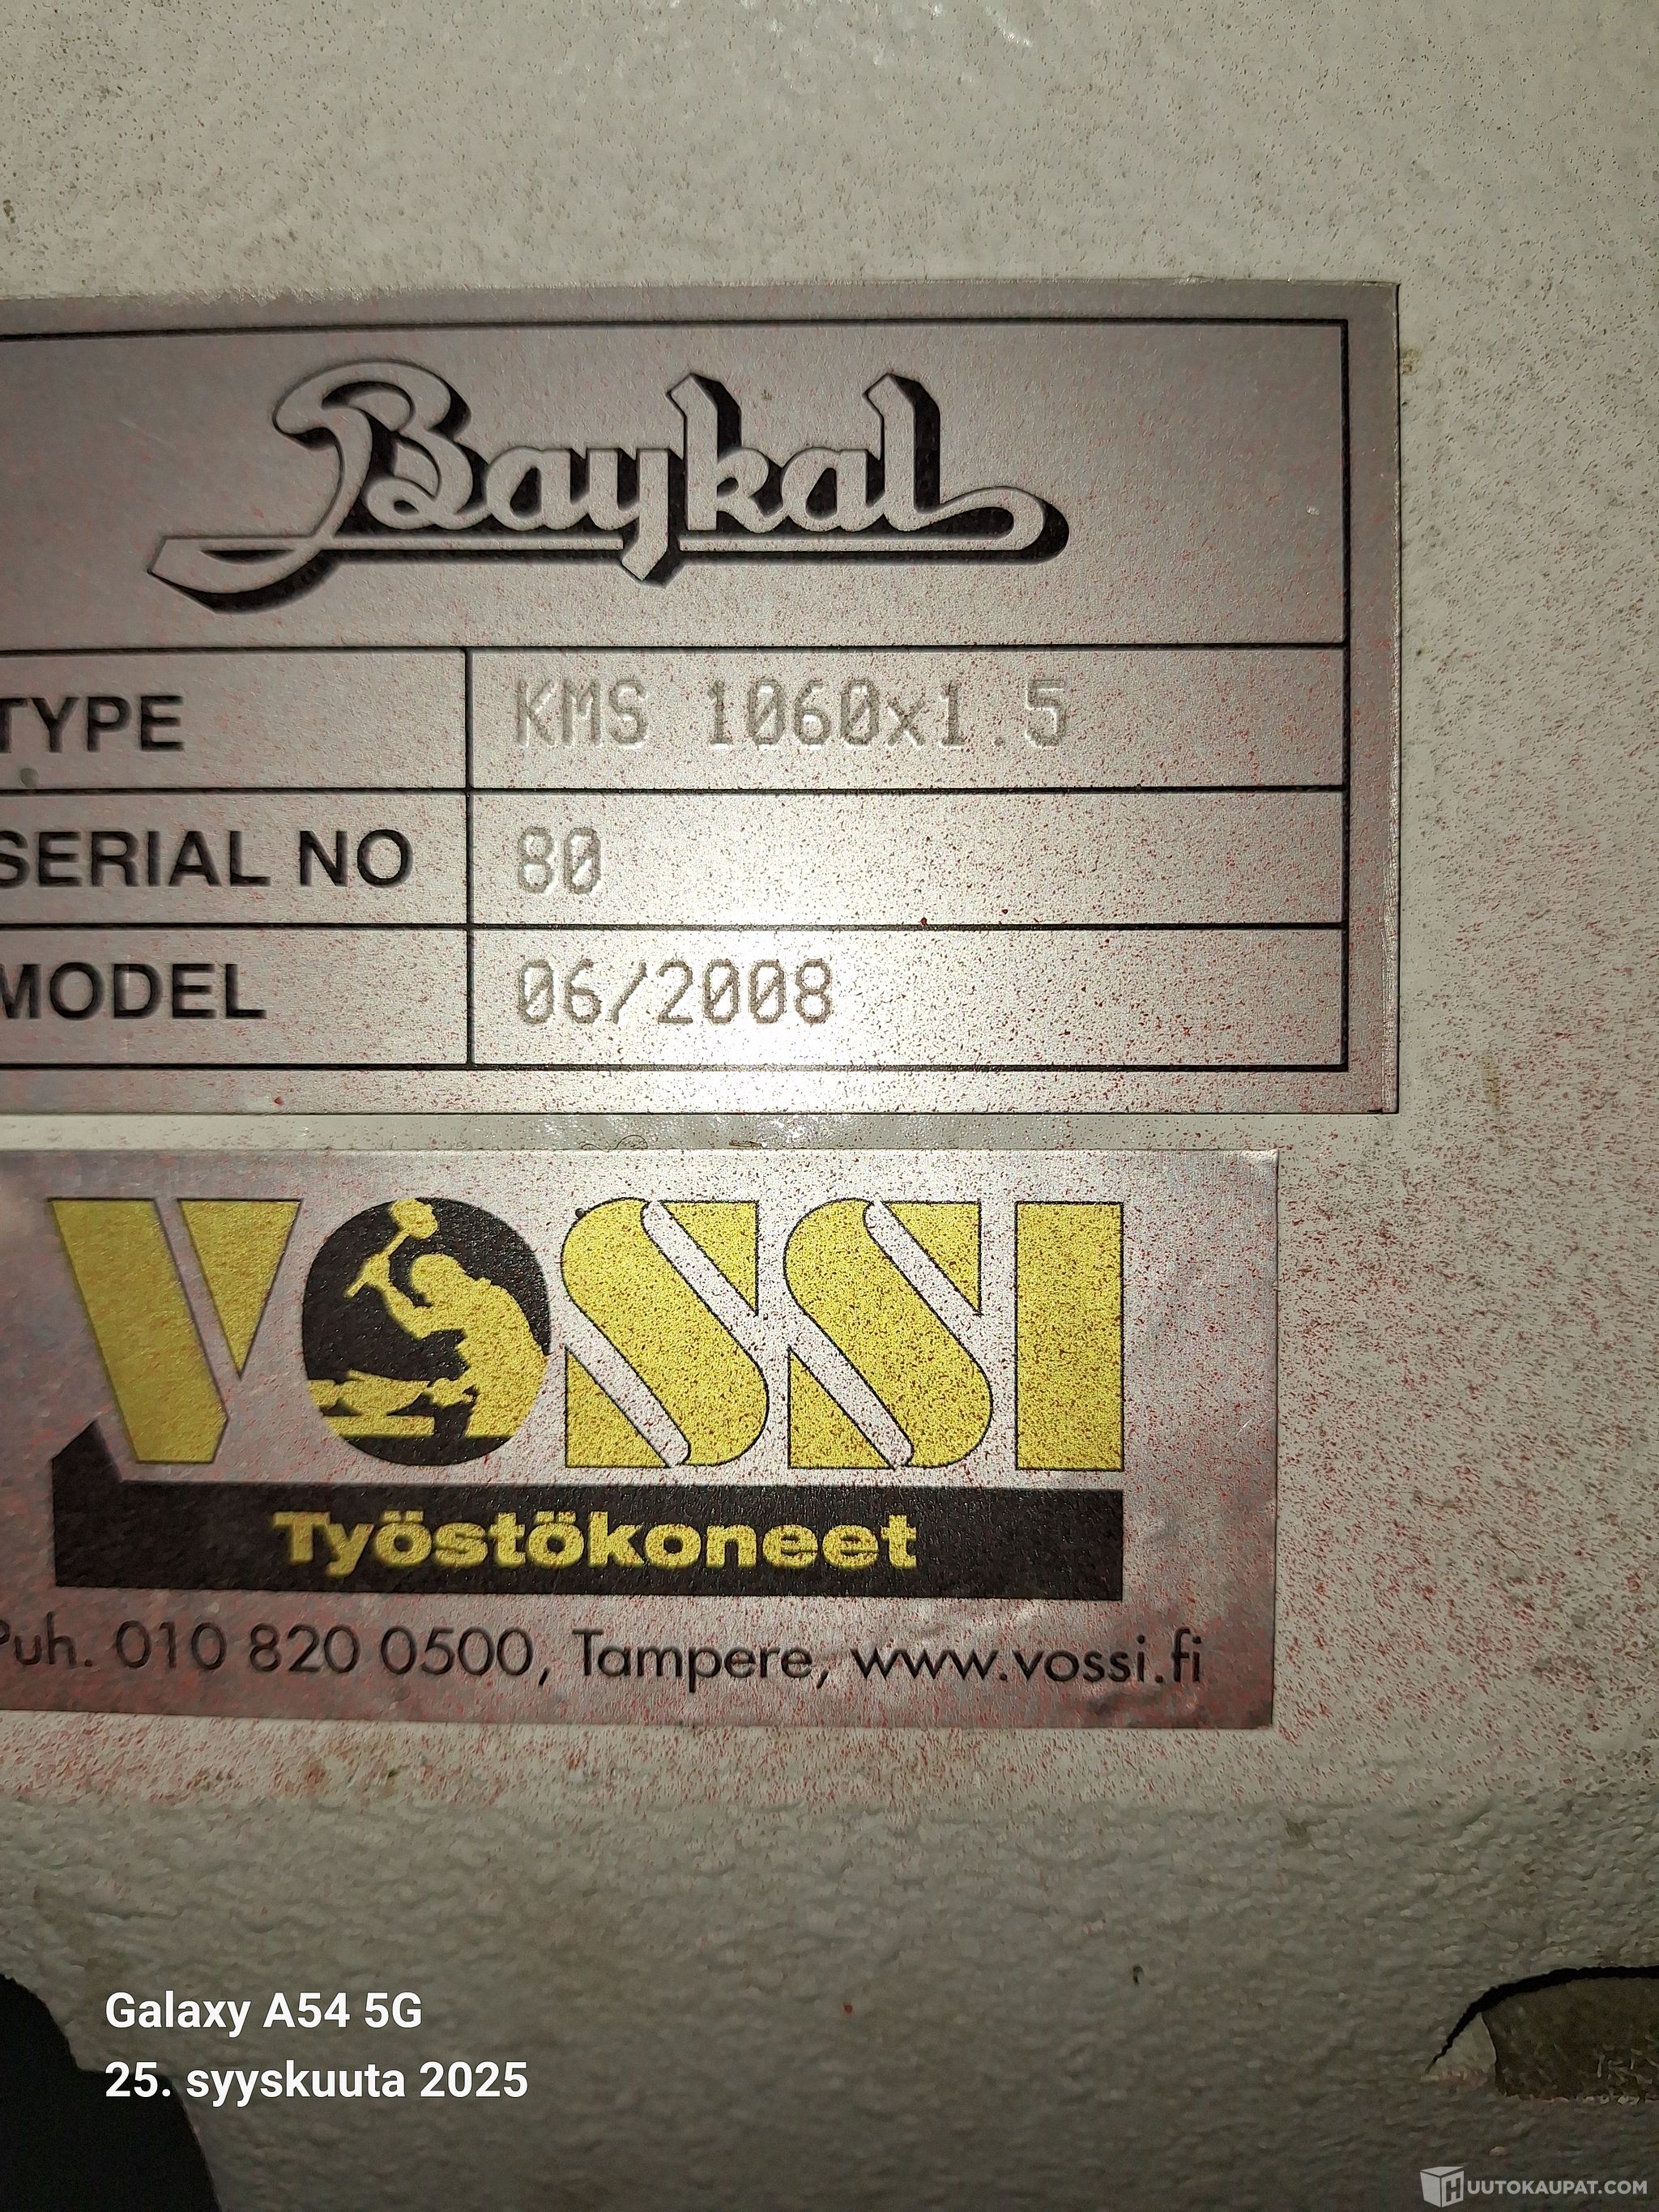 Baykal
TYPE KMS 1060x1.5
SERIAL NO 80
MODEL 06/2008
VOSSI
Työstökoneet
Puh. 010 820 0500, Tampere, www.vossi.fi
Galaxy A54 5G
25. syyskuuta 2025
HUUTOKAUPAT.COM